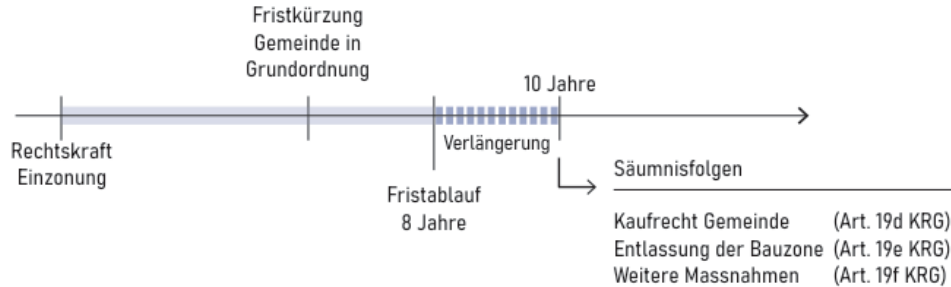 Fristkürzung
Gemeinde in
Grundordnung
10 Jahre
Rechtskraft
Einzonung
Verlängerung
Fristablauf
8 Jahre
Säumnisfolgen
Kaufrecht Gemeinde (Art. 19d KRG)
Entlassung der Bauzone (Art. 19e KRG)
Weitere Massnahmen (Art. 19f KRG)